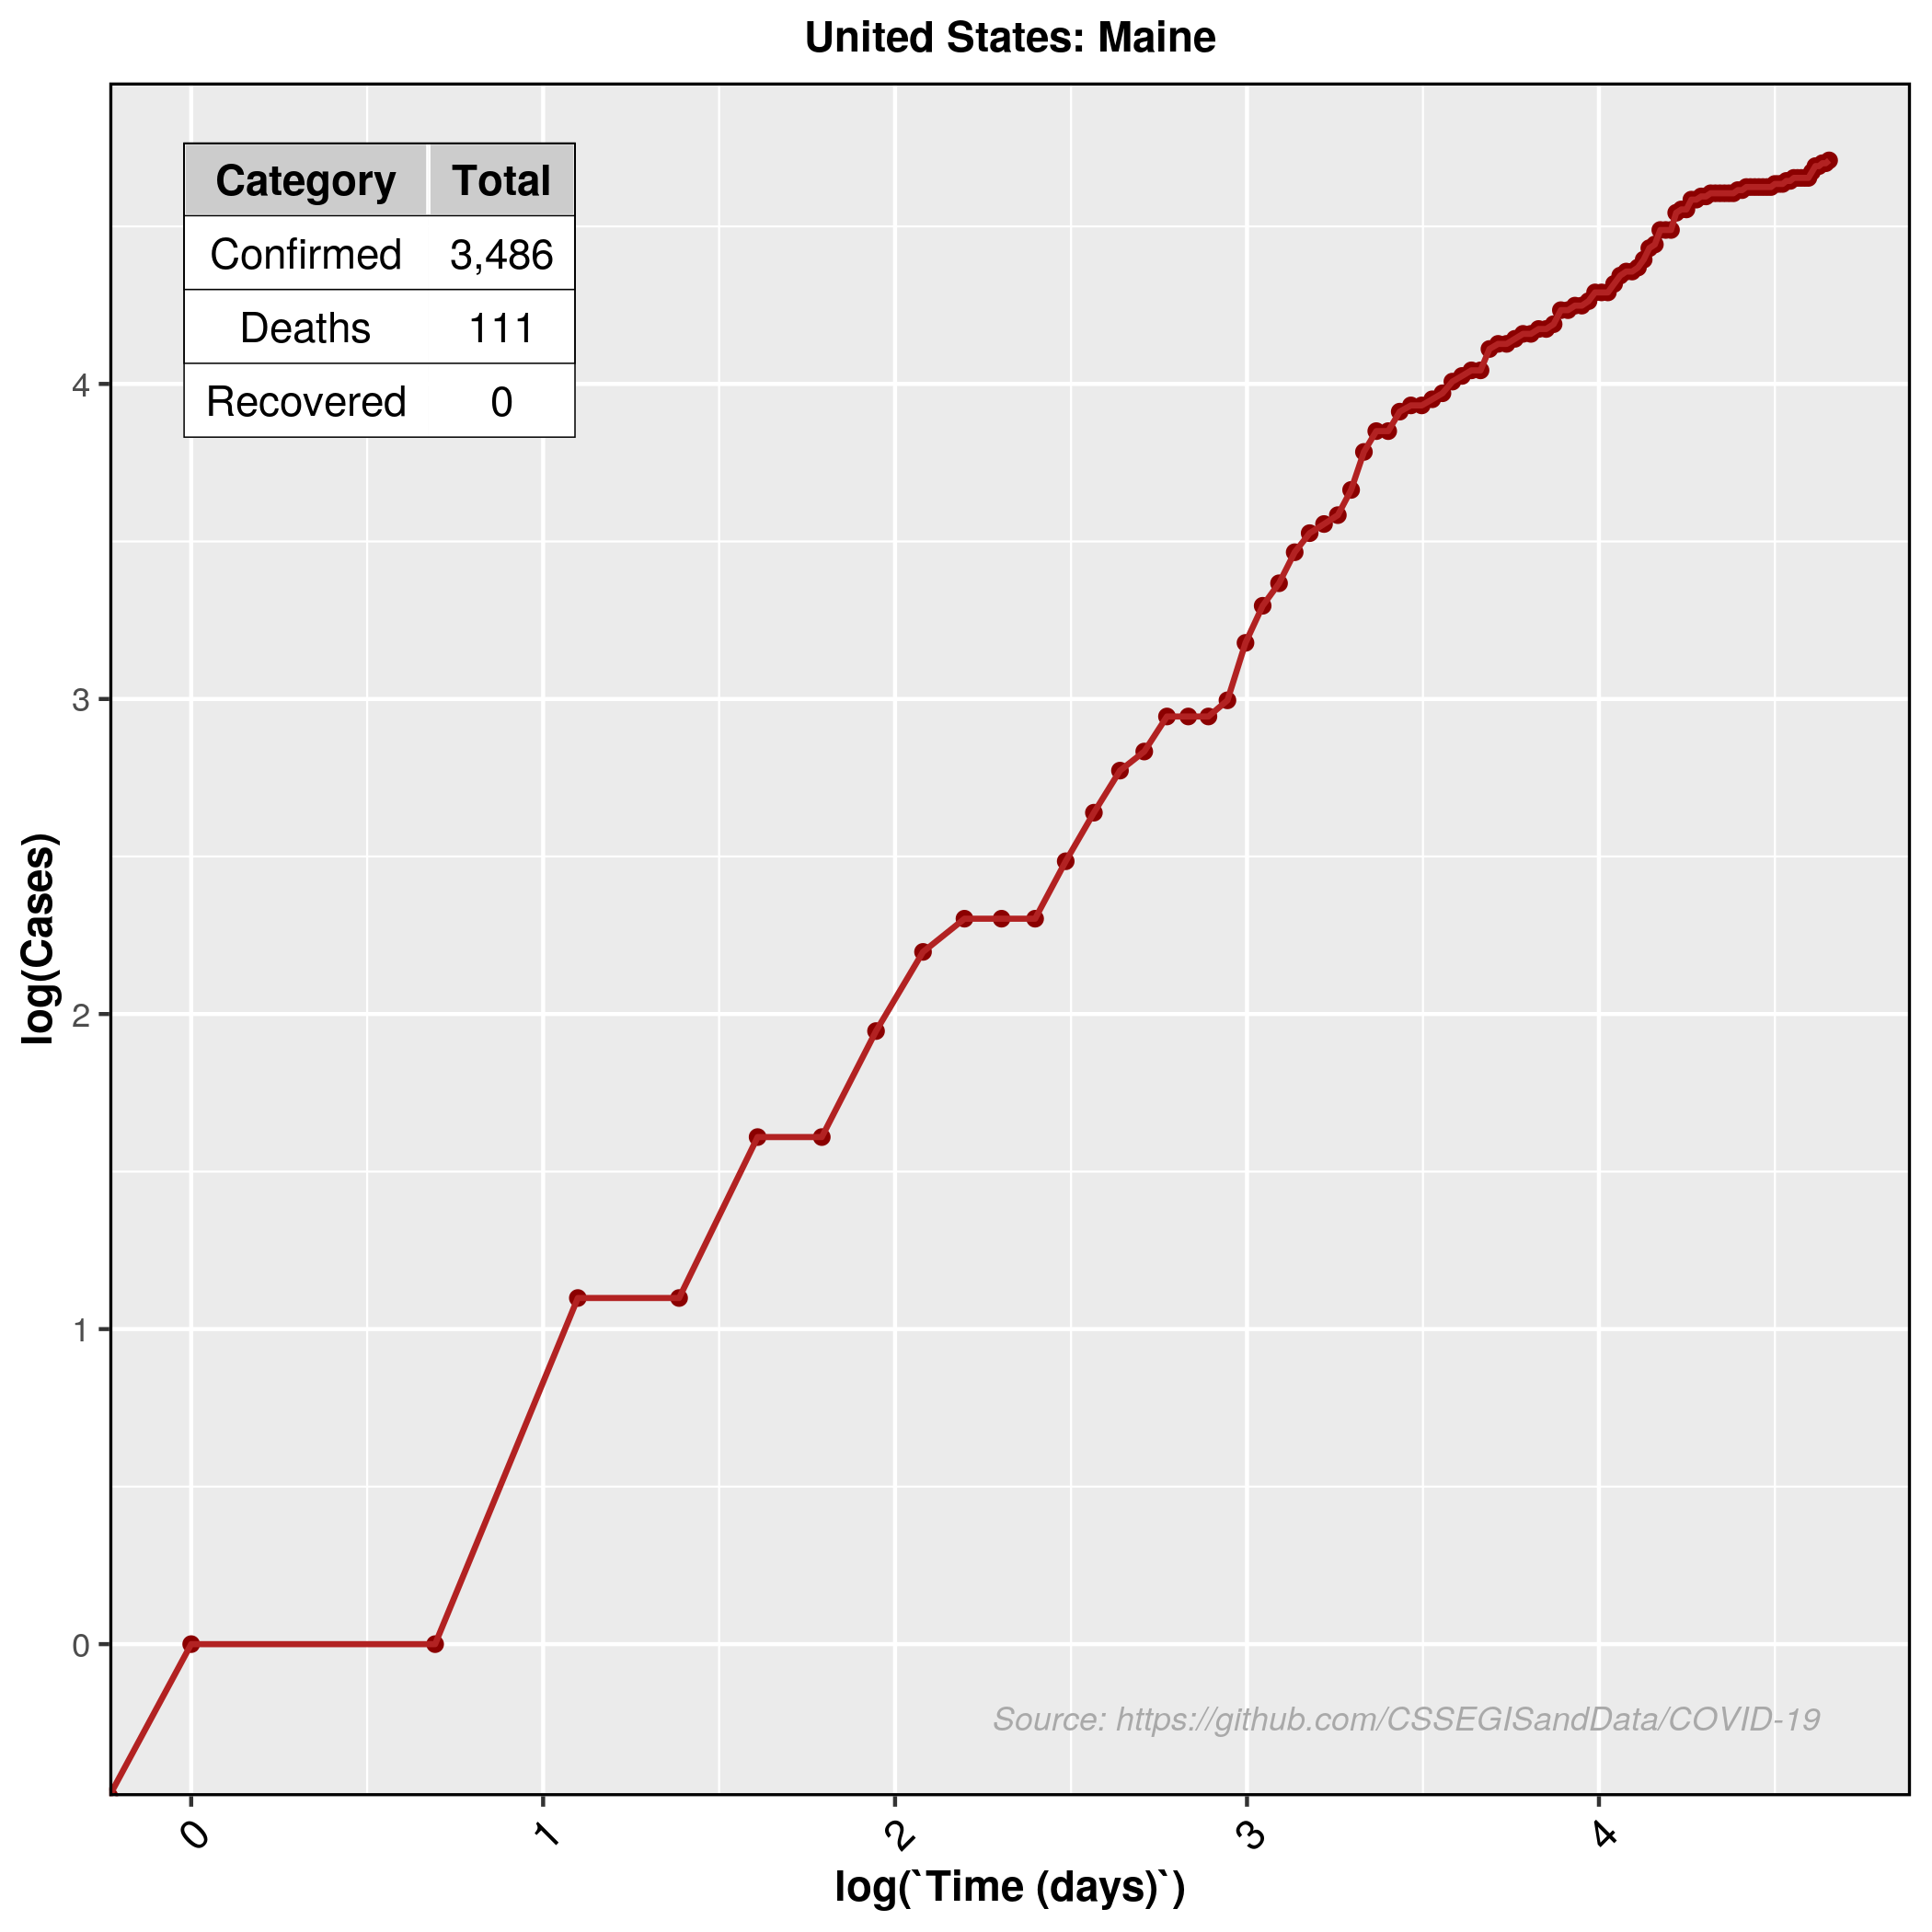 United States: Maine
Category Total
Confirmed 3,486
Deaths 111
Recovered 0
4
3
2
1
0
log(Cases)
Source: https://github.com/CSSEGISandData/COVID-19
0 1 2 3 4
log(`Time (days)`)